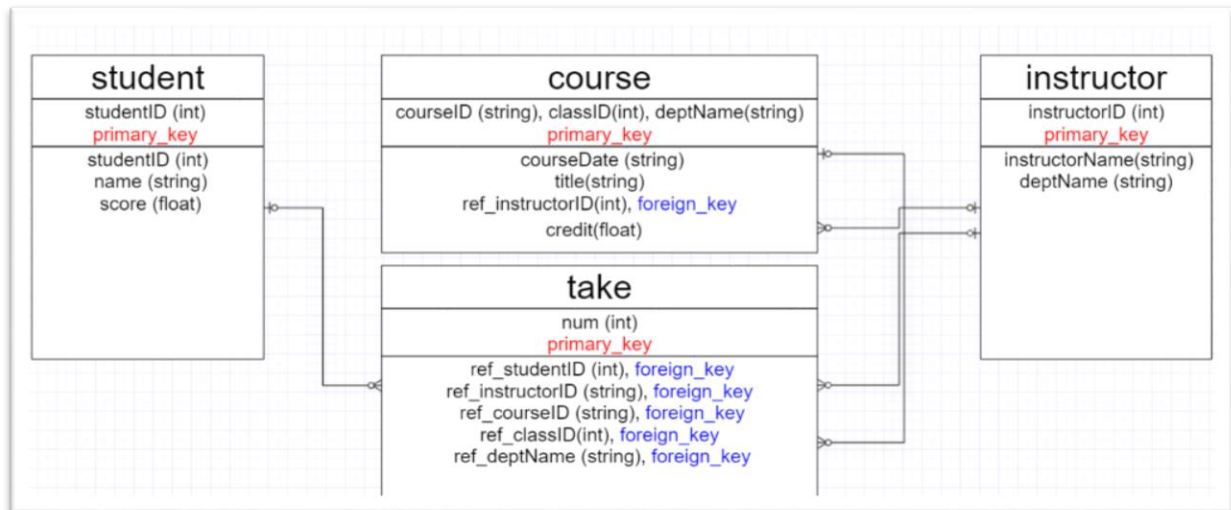 student
studentID (int)
primary_key
studentID (int)
name (string)
score (float)
course
courseID (string), classID(int), deptName(string)
primary_key
courseDate (string)
title(string)
ref_instructorID(int), foreign_key
credit(float)
take
num (int)
primary_key
ref_studentID (int), foreign_key
ref_instructorID (string), foreign_key
ref_courseID (string), foreign_key
ref_classID(int), foreign_key
ref_deptName (string), foreign_key
instructor
instructorID (int)
primary_key
instructorName(string)
deptName (string)